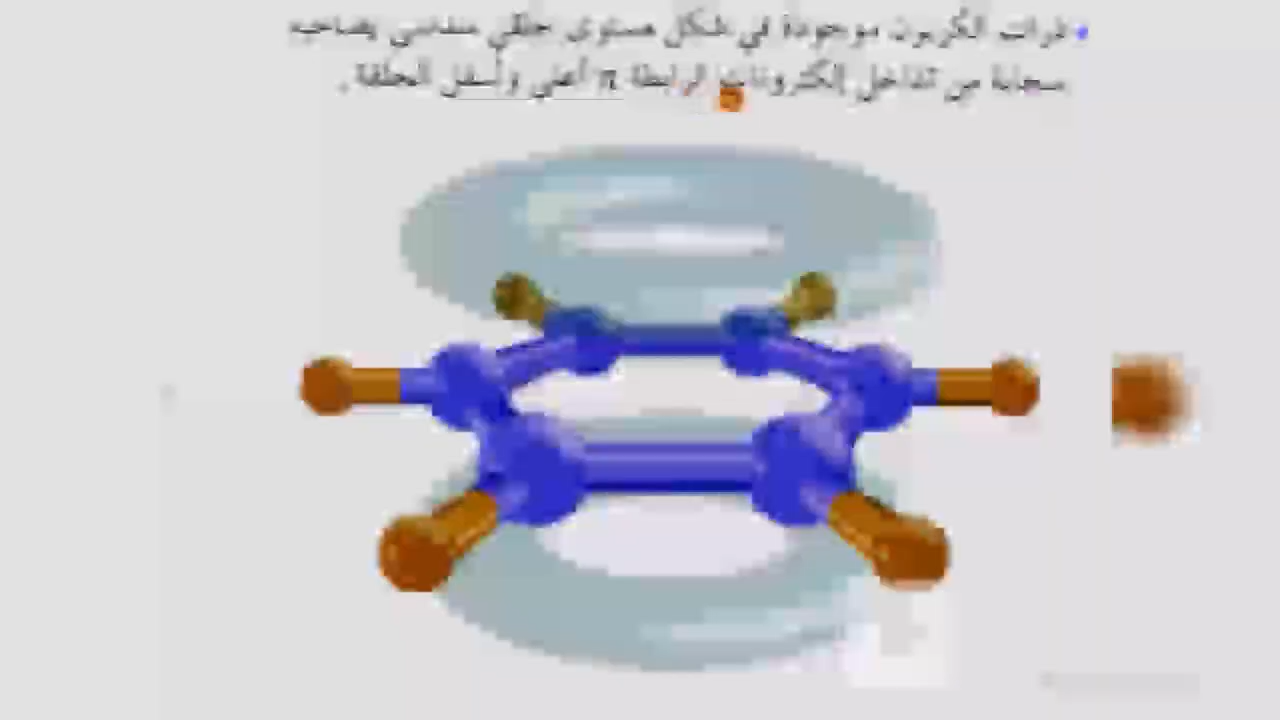 • ذرات الكربون موجودة في شكل مستوى حلقي سداسي يصاحبه
سحابة من تداخل إلكترونات الرابطة π أعلى وأسفل الحلقة .